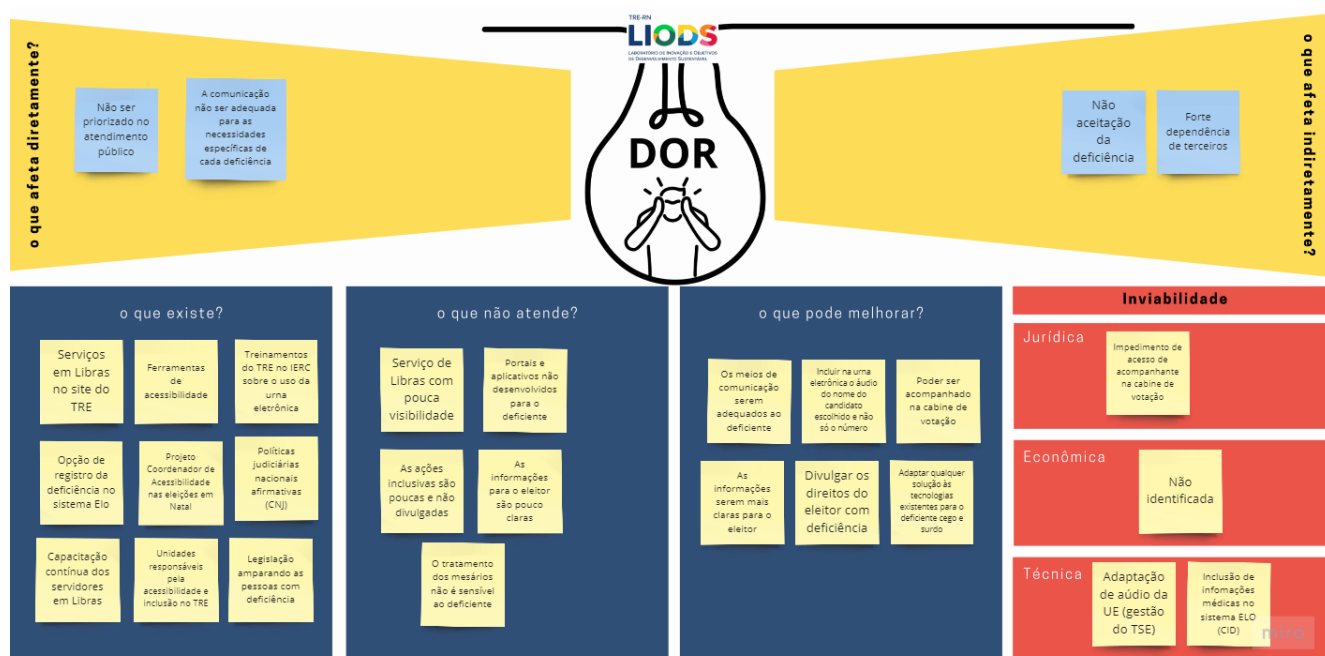 TRE-RN
LIODS
LABORATÓRIO DE INOVAÇÃO E OBJETIVOS
DE DESENVOLVIMENTO SUSTENTÁVEL
DOR
o que afeta diretamente?
Não ser
priorizado no
atendimento
público
A comunicação
não ser adequada
para as
necessidades
específicas de
cada deficiência
o que afeta indiretamente?
Não
aceitação
da
deficiência
Forte
dependência
de terceiros
o que existe?
Serviços
em Libras
no site do
TRE
Ferramentas
de
acessibilidade
Treinamentos
do TRE no IERC
sobre o uso da
urna
eletrônica
Opção de
registro da
deficiência no
sistema Elo
Projeto
Coordenador de
Acessibilidade
nas eleições em
Natal
Políticas
judiciárias
nacionais
afirmativas
(CNJ)
Capacitação
contínua dos
servidores
em Libras
Unidades
responsáveis
pela
acessibilidade e
inclusão no TRE
Legislação
amparando as
pessoas com
deficiência
o que não atende?
Serviço de
Libras com
pouca
visibilidade
Portais e
aplicativos não
desenvolvidos
para o
deficiente
As ações
inclusivas são
poucas e não
divulgadas
As
informações
para o eleitor
são pouco
claras
O tratamento
dos mesários
não é sensível
ao deficiente
o que pode melhorar?
Os meios de
comunicação
serem
adequados ao
deficiente
Incluir na urna
eletrônica o áudio
do nome do
candidato
escolhido e não
só o número
Poder ser
acompanhado
na cabine de
votação
As
informações
serem mais
claras para o
eleitor
Divulgar os
direitos do
eleitor com
deficiência
Adaptar qualquer
solução às
tecnologias
existentes para o
deficiente cego e
surdo
Inviabilidade
Jurídica
Impedimento de
acesso de
acompanhante
na cabine de
votação
Econômica
Não
identificada
Técnica
Adaptação
de aúdio da
UE (gestão
do TSE)
Inclusão de
infomações
médicas no
sistema ELO
(CID)
miro